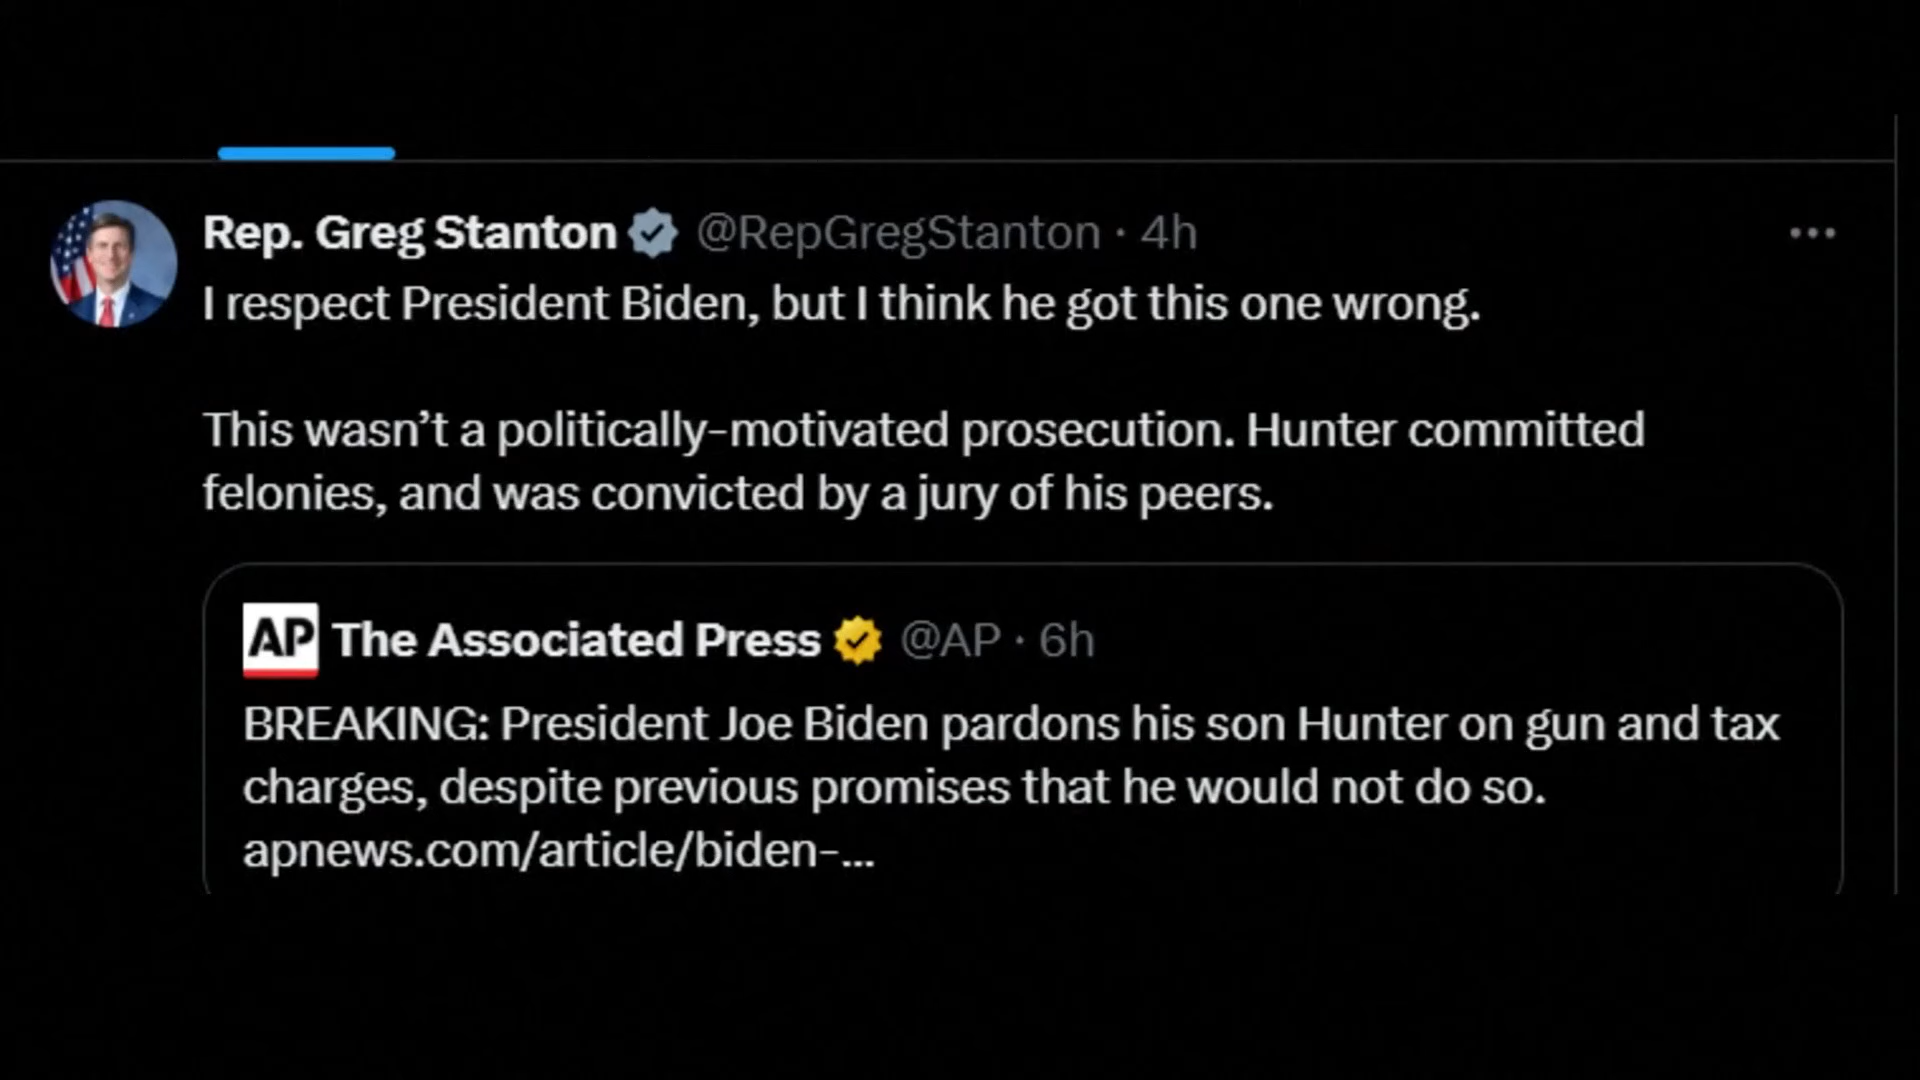 Rep. Greg Stanton @RepGregStanton · 4h
I respect President Biden, but I think he got this one wrong.
This wasn’t a politically-motivated prosecution. Hunter committed
felonies, and was convicted by a jury of his peers.
AP The Associated Press @AP · 6h
BREAKING: President Joe Biden pardons his son Hunter on gun and tax
charges, despite previous promises that he would not do so.
apnews.com/article/biden-...